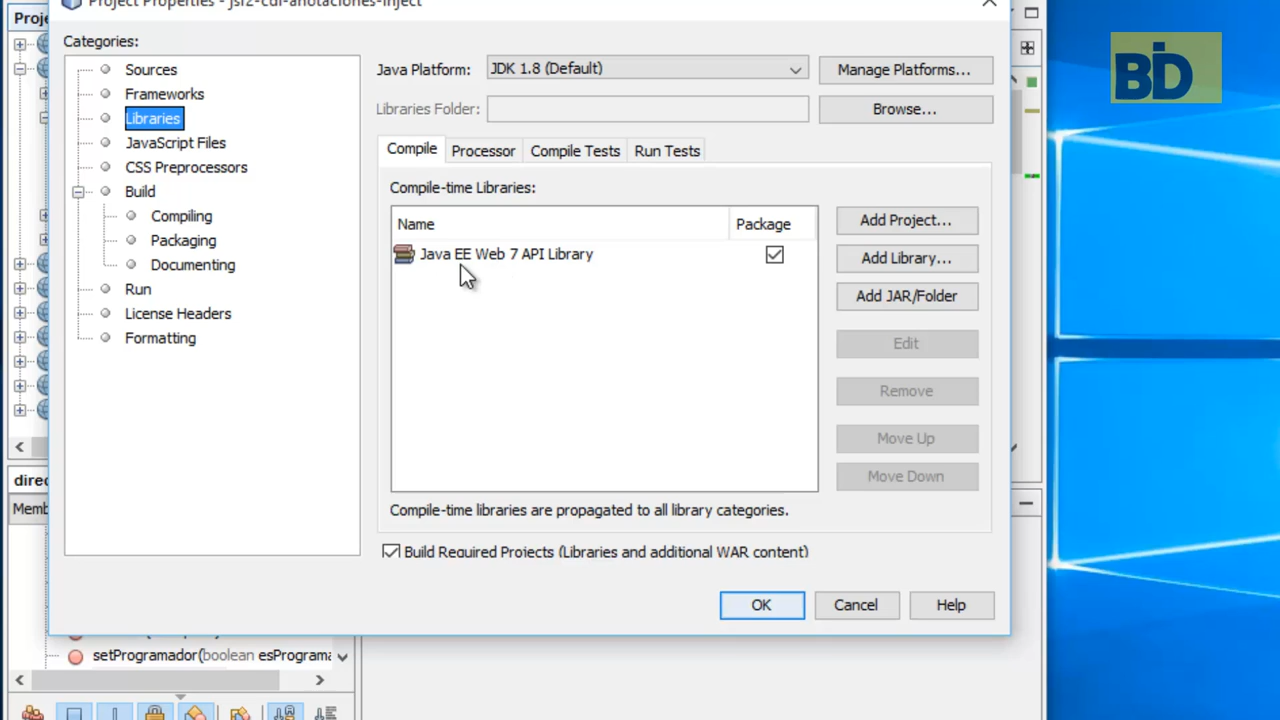 Proje
Project Properties - jsf2-cdi-anotaciones-inject
BID
Categories:
Sources
Frameworks
Libraries
JavaScript Files
CSS Preprocessors
Build
Compiling
Packaging
Documenting
Run
License Headers
Formatting
Java Platform:
JDK 1.8 (Default)
Manage Platforms...
Libraries Folder:
Browse...
Compile
Processor
Compile Tests
Run Tests
Compile-time Libraries:
Name
Package
Java EE Web 7 API Library
Add Project...
Add Library...
Add JAR/Folder
Edit
Remove
Move Up
Move Down
Compile-time libraries are propagated to all library categories.
Build Required Projects (Libraries and additional WAR content)
OK
Cancel
Help
direc
Memb
setProgramador(boolean esPrograma